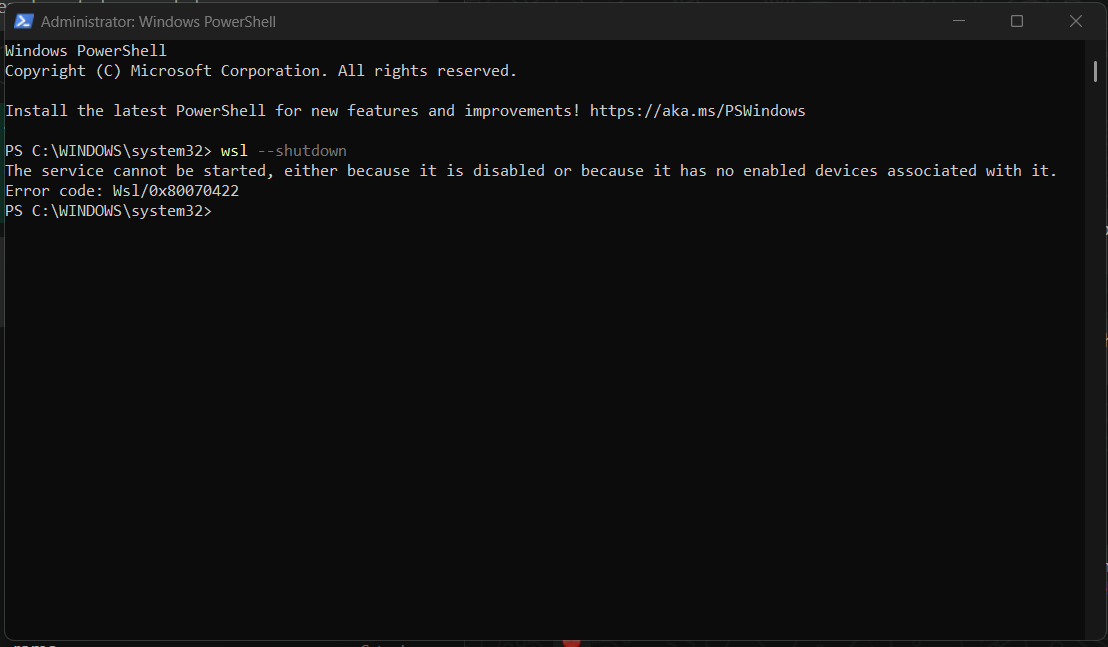 Administrator: Windows PowerShell
Windows PowerShell
Copyright (C) Microsoft Corporation. All rights reserved.
Install the latest PowerShell for new features and improvements! https://aka.ms/PSWindows
PS C:\WINDOWS\system32> wsl --shutdown
The service cannot be started, either because it is disabled or because it has no enabled devices associated with it.
Error code: Wsl/0x80070422
PS C:\WINDOWS\system32>